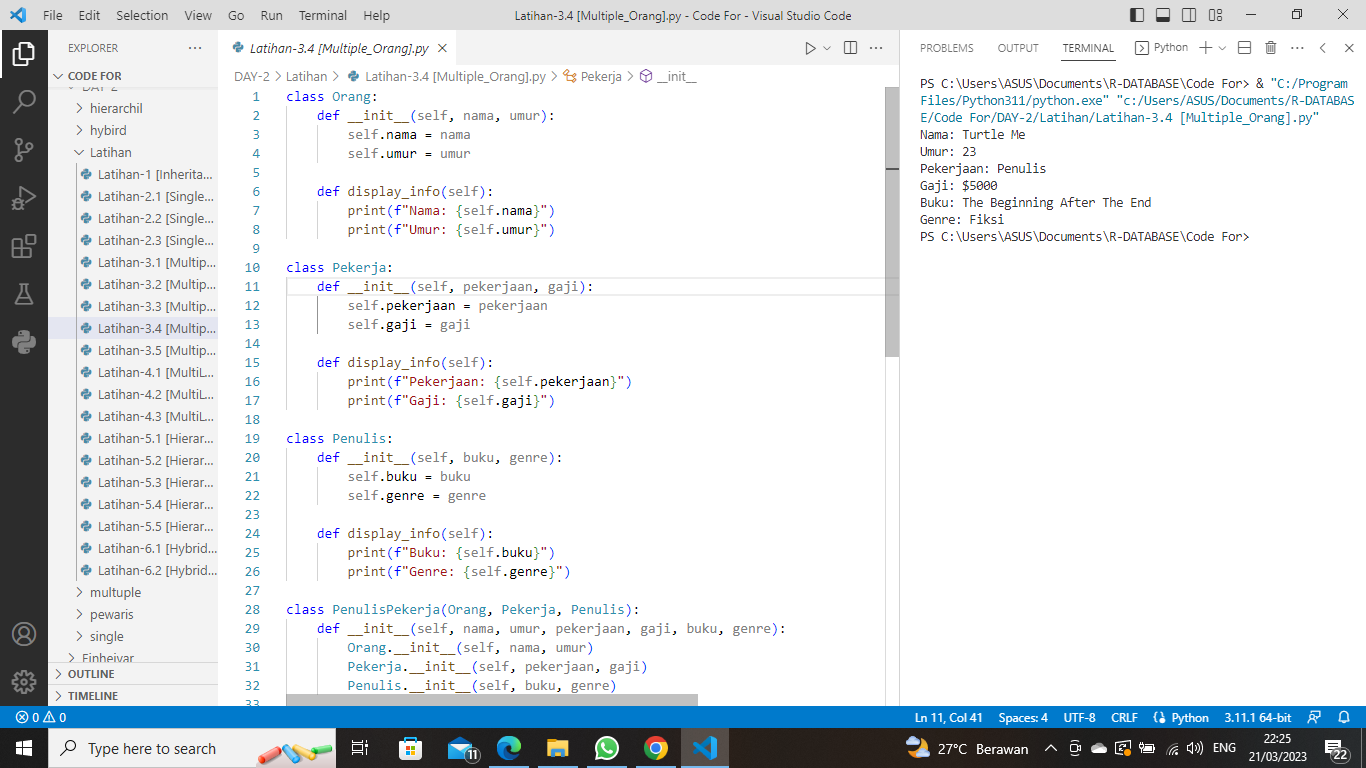 File Edit Selection View Go Run Terminal Help
Latihan-3.4 [Multiple_Orang].py - Code For - Visual Studio Code
EXPLORER
CODE FOR
DAY-2
hierarchil
hybird
Latihan
Latihan-1 [Inherita...
Latihan-2.1 [Single...
Latihan-2.2 [Single...
Latihan-2.3 [Single...
Latihan-3.1 [Multip...
Latihan-3.2 [Multip...
Latihan-3.3 [Multip...
Latihan-3.4 [Multip...
Latihan-3.5 [Multip...
Latihan-4.1 [MultiL...
Latihan-4.2 [MultiL...
Latihan-4.3 [MultiL...
Latihan-5.1 [Hierar...
Latihan-5.2 [Hierar...
Latihan-5.3 [Hierar...
Latihan-5.4 [Hierar...
Latihan-5.5 [Hierar...
Latihan-6.1 [Hybrid...
Latihan-6.2 [Hybrid...
multuple
pewaris
single
OUTLINE
TIMELINE
Latihan-3.4 [Multiple_Orang].py
DAY-2 > Latihan > Latihan-3.4 [Multiple_Orang].py > Pekerja > __init__
1 class Orang:
2     def __init__(self, nama, umur):
3         self.nama = nama
4         self.umur = umur
5
6     def display_info(self):
7         print(f"Nama: {self.nama}")
8         print(f"Umur: {self.umur}")
9
10 class Pekerja:
11     def __init__(self, pekerjaan, gaji):
12         self.pekerjaan = pekerjaan
13         self.gaji = gaji
14
15     def display_info(self):
16         print(f"Pekerjaan: {self.pekerjaan}")
17         print(f"Gaji: {self.gaji}")
18
19 class Penulis:
20     def __init__(self, buku, genre):
21         self.buku = buku
22         self.genre = genre
23
24     def display_info(self):
25         print(f"Buku: {self.buku}")
26         print(f"Genre: {self.genre}")
27
28 class PenulisPekerja(Orang, Pekerja, Penulis):
29     def __init__(self, nama, umur, pekerjaan, gaji, buku, genre):
30         Orang.__init__(self, nama, umur)
31         Pekerja.__init__(self, pekerjaan, gaji)
32         Penulis.__init__(self, buku, genre)
33
PROBLEMS OUTPUT TERMINAL Python
PS C:\Users\ASUS\Documents\R-DATABASE\Code For> & "C:/Program
Files/Python311/python.exe" "c:/Users/ASUS/Documents/R-DATABAS
E/Code For/DAY-2/Latihan/Latihan-3.4 [Multiple_Orang].py"
Nama: Turtle Me
Umur: 23
Pekerjaan: Penulis
Gaji: $5000
Buku: The Beginning After The End
Genre: Fiksi
PS C:\Users\ASUS\Documents\R-DATABASE\Code For>
0 0
Ln 11, Col 41 Spaces: 4 UTF-8 CRLF Python 3.11.1 64-bit
Type here to search
11
27°C Berawan
ENG
22:25
21/03/2023
22